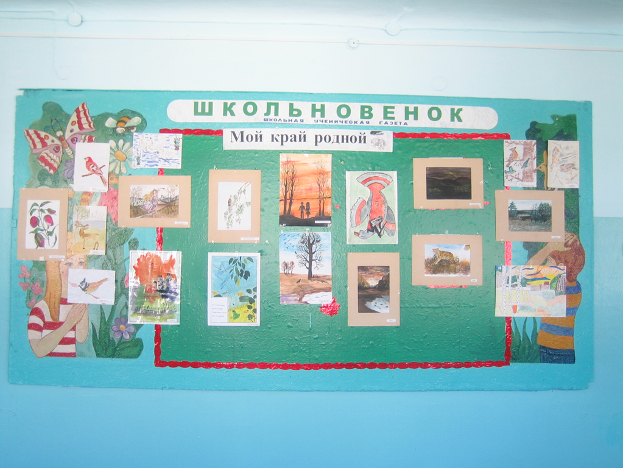 ШКОЛЬНОВЕНОК
ШКОЛЬНАЯ УЧЕНИЧЕСКАЯ ГАЗЕТА
Мой край родной